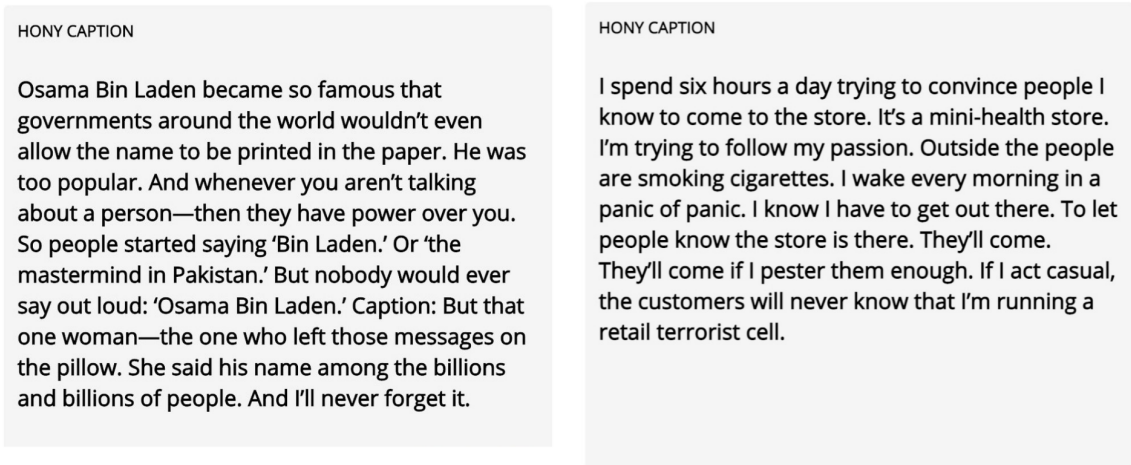 HONY CAPTION
Osama Bin Laden became so famous that
governments around the world wouldn’t even
allow the name to be printed in the paper. He was
too popular. And whenever you aren’t talking
about a person—then they have power over you.
So people started saying ‘Bin Laden.’ Or ‘the
mastermind in Pakistan.’ But nobody would ever
say out loud: ‘Osama Bin Laden.’ Caption: But that
one woman—the one who left those messages on
the pillow. She said his name among the billions
and billions of people. And I’ll never forget it.
HONY CAPTION
I spend six hours a day trying to convince people I
know to come to the store. It’s a mini-health store.
I’m trying to follow my passion. Outside the people
are smoking cigarettes. I wake every morning in a
panic of panic. I know I have to get out there. To let
people know the store is there. They’ll come.
They’ll come if I pester them enough. If I act casual,
the customers will never know that I’m running a
retail terrorist cell.